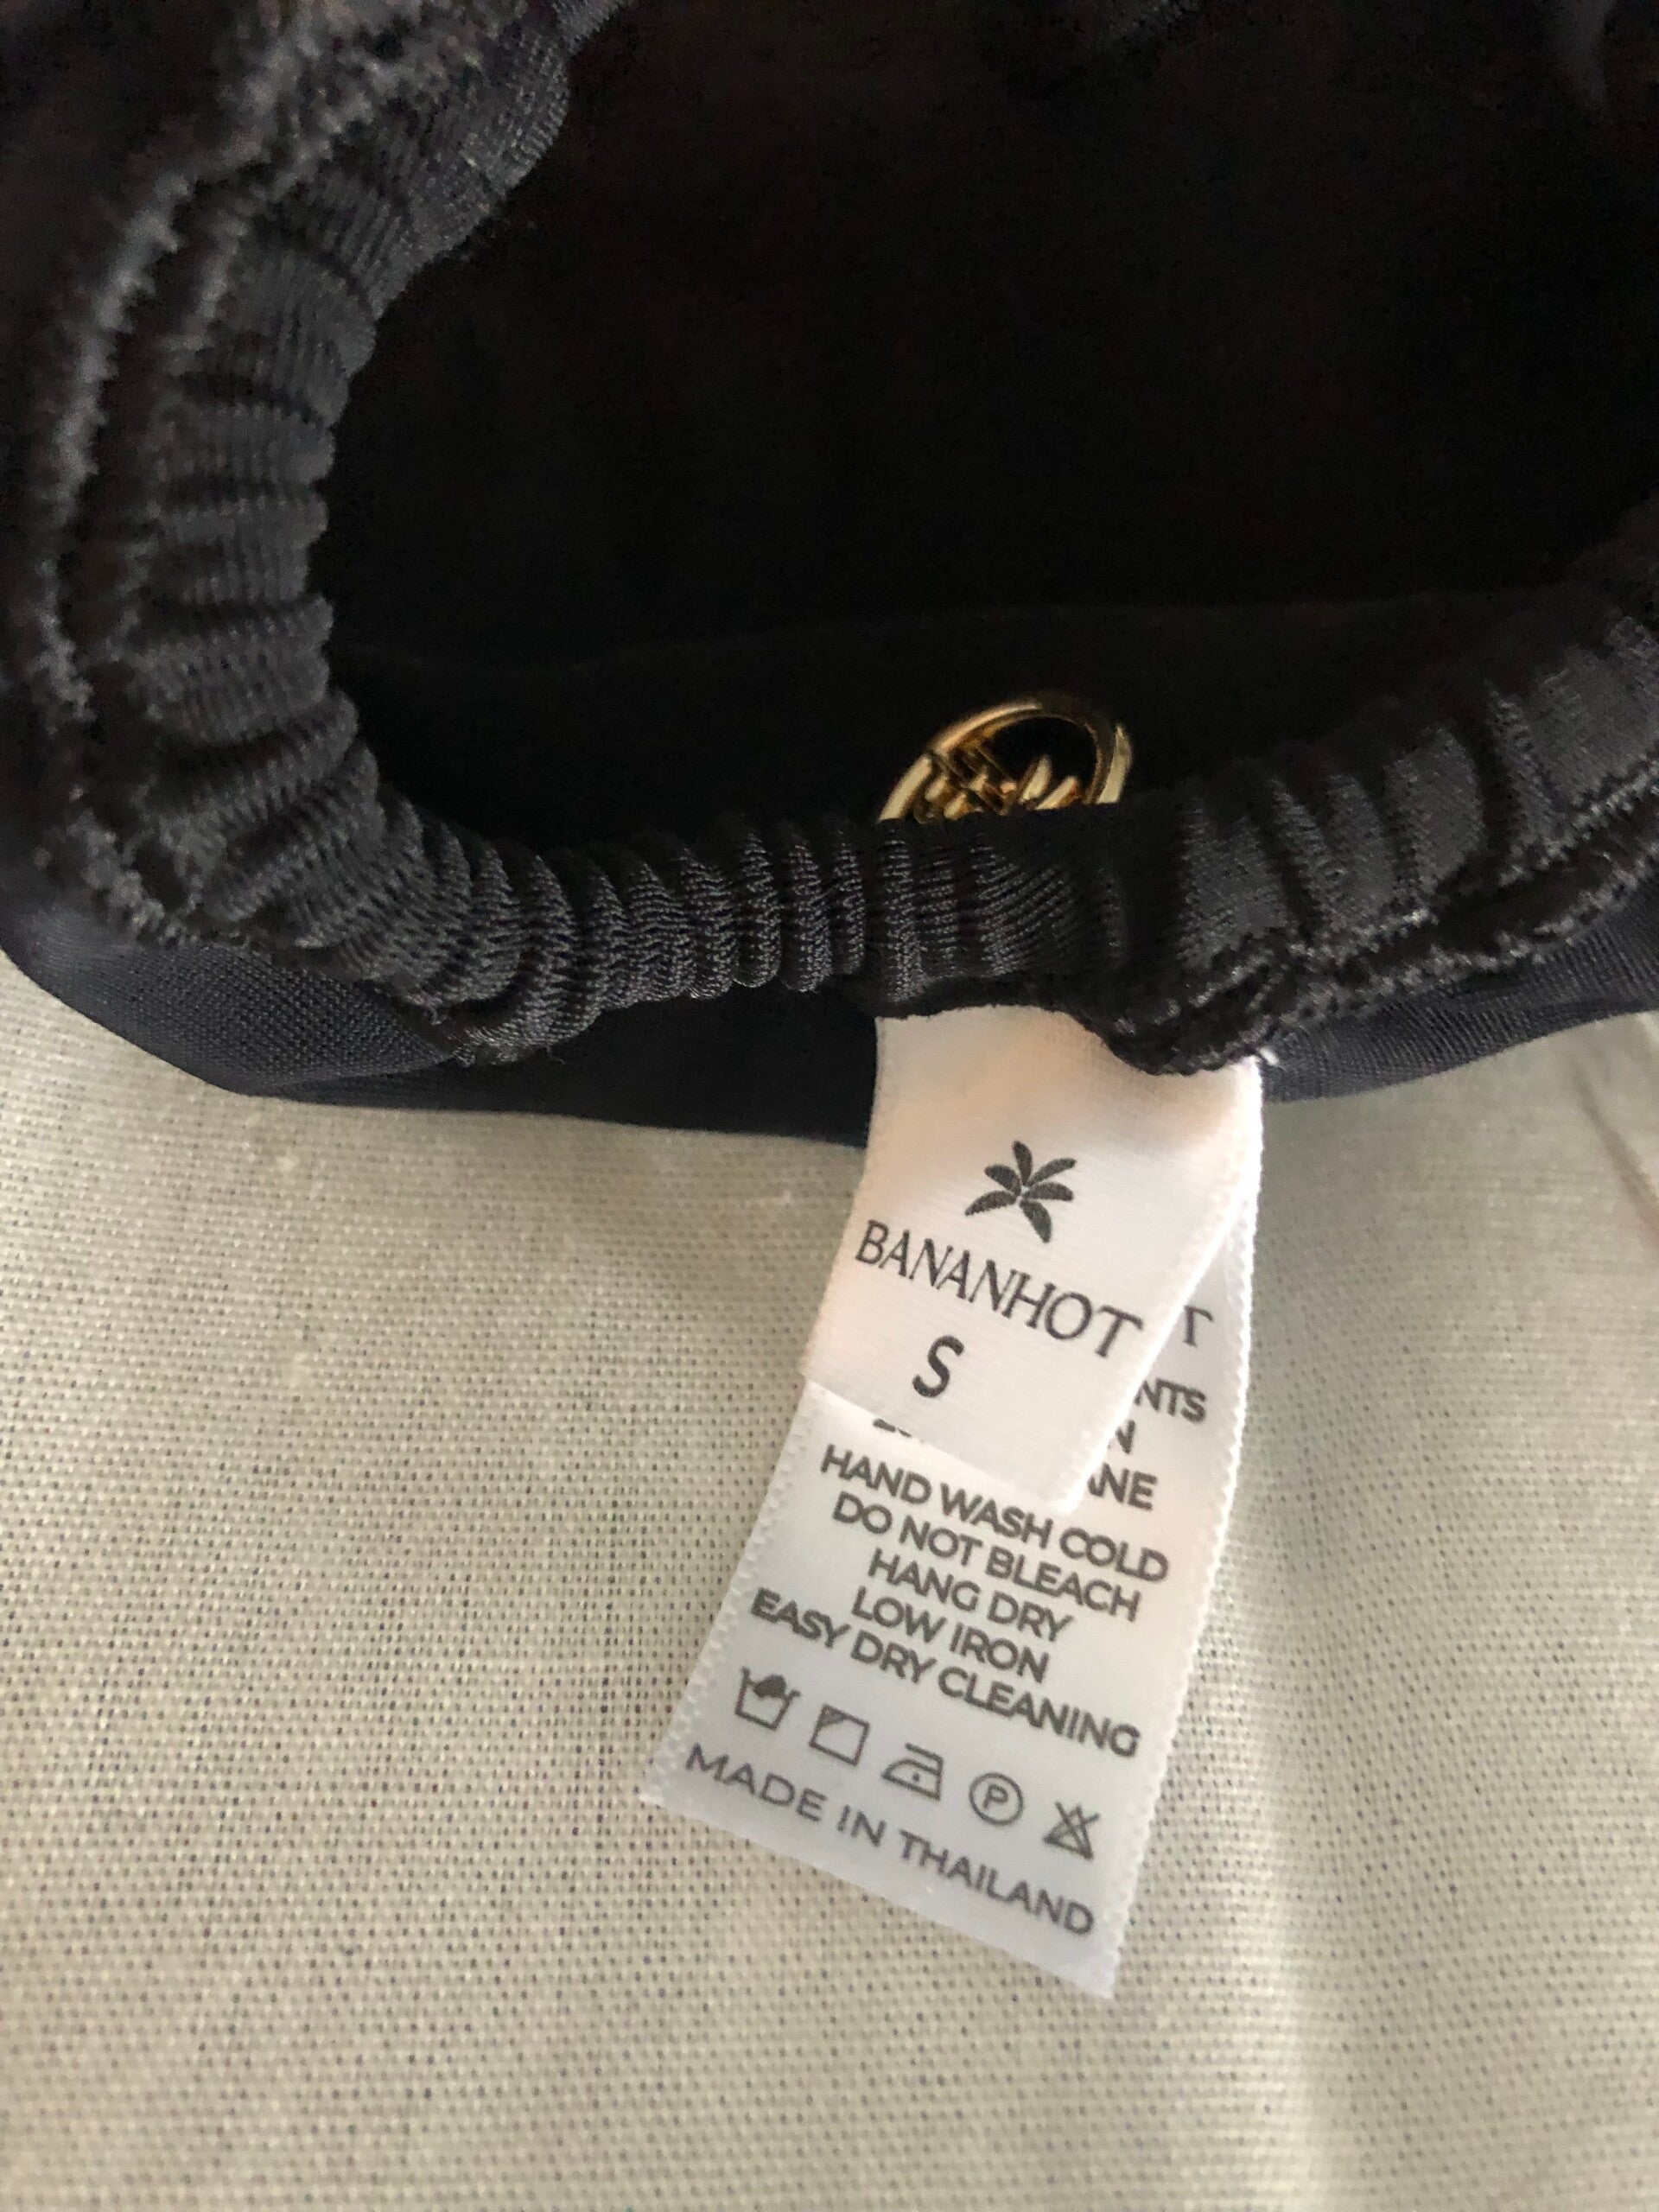 BANANHOT
S
HAND WASH COLD
DO NOT BLEACH
HANG DRY
LOW IRON
EASY DRY CLEANING
P
MADE IN THAILAND